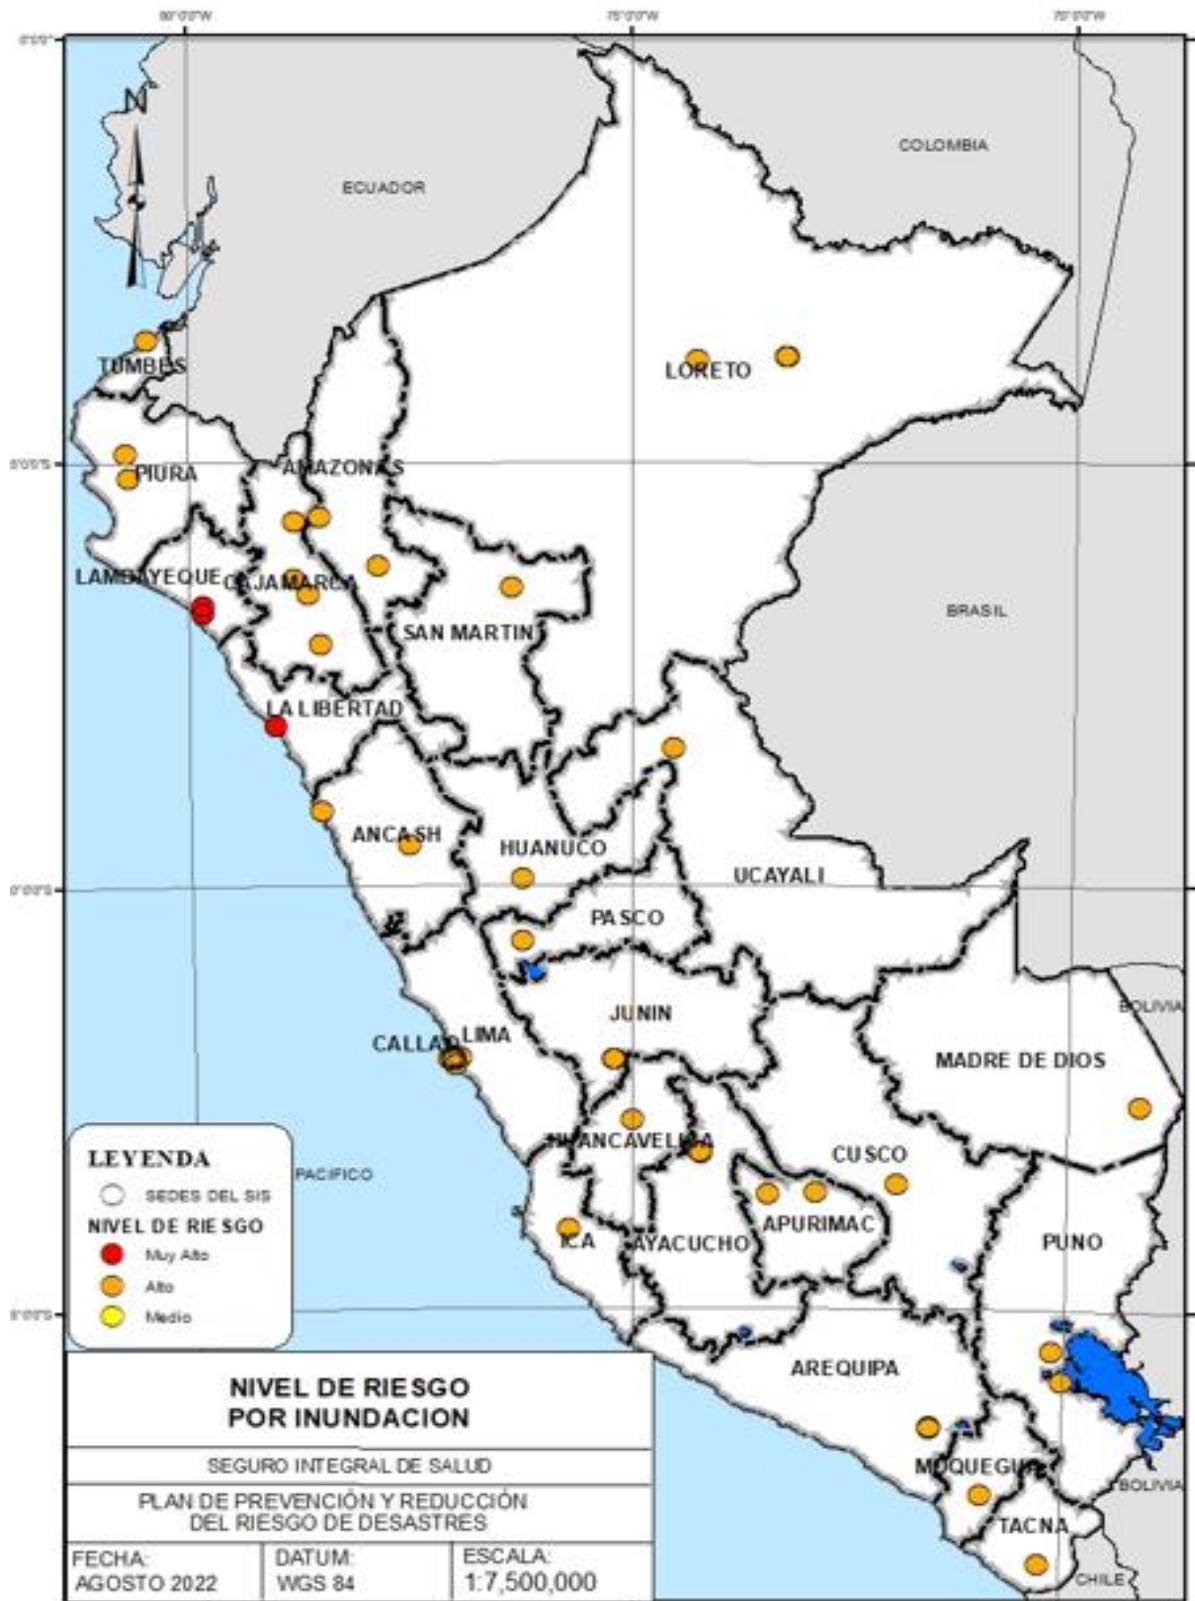 80°0'0"W
75°0'0"W
70°0'0"W
0°0'0"
N
COLOMBIA
ECUADOR
TUMBES
LORETO
5°0'0"S
AMAZONAS
PIURA
LAMBAYEQUE
CAJAMARCA
BRASIL
SAN MARTIN
LA LIBERTAD
ANCASH
HUANUCO
UCAYALI
0°0'0"S
PASCO
BOLIVIA
JUNIN
CALLAO
LIMA
MADRE DE DIOS
HUANCAVELICA
CUSCO
PACIFICO
APURIMAC
ICA
AYACUCHO
PUNO
5°0'0"S
AREQUIPA
MOQUEGUA
BOLIVIA
TACNA
CHILE
LEYENDA
SEDES DEL SIS
NIVEL DE RIESGO
Muy Alto
Alto
Medio
NIVEL DE RIESGO
POR INUNDACION
SEGURO INTEGRAL DE SALUD
PLAN DE PREVENCIÓN Y REDUCCIÓN
DEL RIESGO DE DESASTRES
FECHA:
AGOSTO 2022
DATUM:
WGS 84
ESCALA:
1:7,500,000